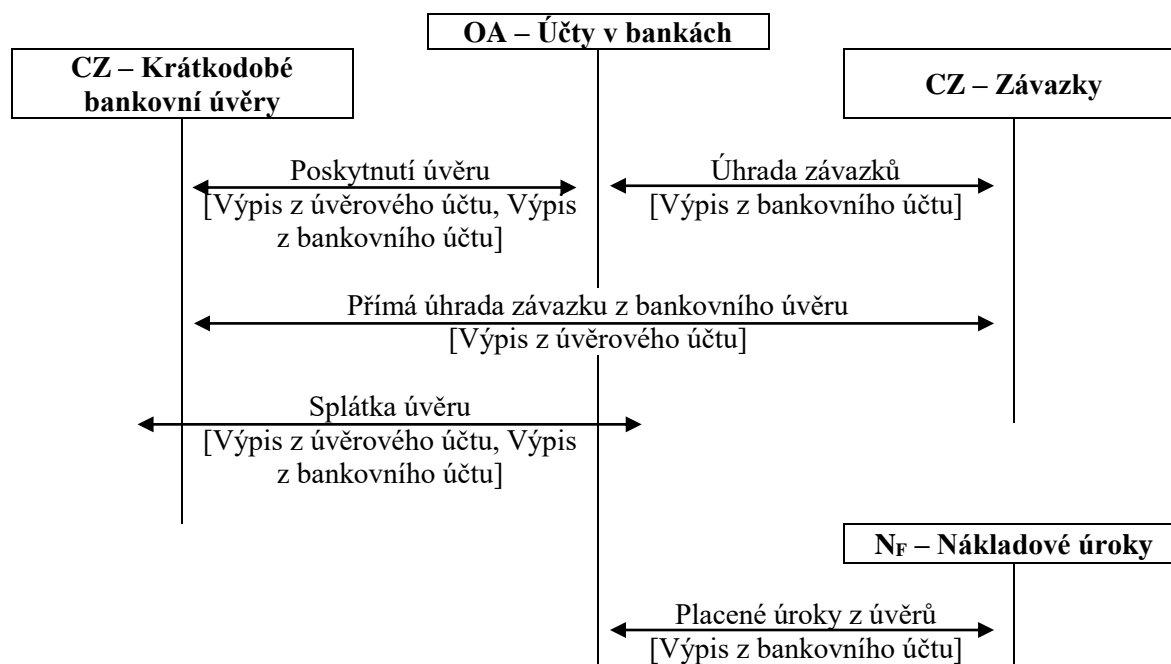 OA – Účty v bankách
CZ – Krátkodobé
bankovní úvěry
CZ – Závazky
Poskytnutí úvěru
[Výpis z úvěrového účtu, Výpis
z bankovního účtu]
Úhrada závazků
[Výpis z bankovního účtu]
Přímá úhrada závazku z bankovního úvěru
[Výpis z úvěrového účtu]
Splátka úvěru
[Výpis z úvěrového účtu, Výpis
z bankovního účtu]
NF – Nákladové úroky
Placené úroky z úvěrů
[Výpis z bankovního účtu]